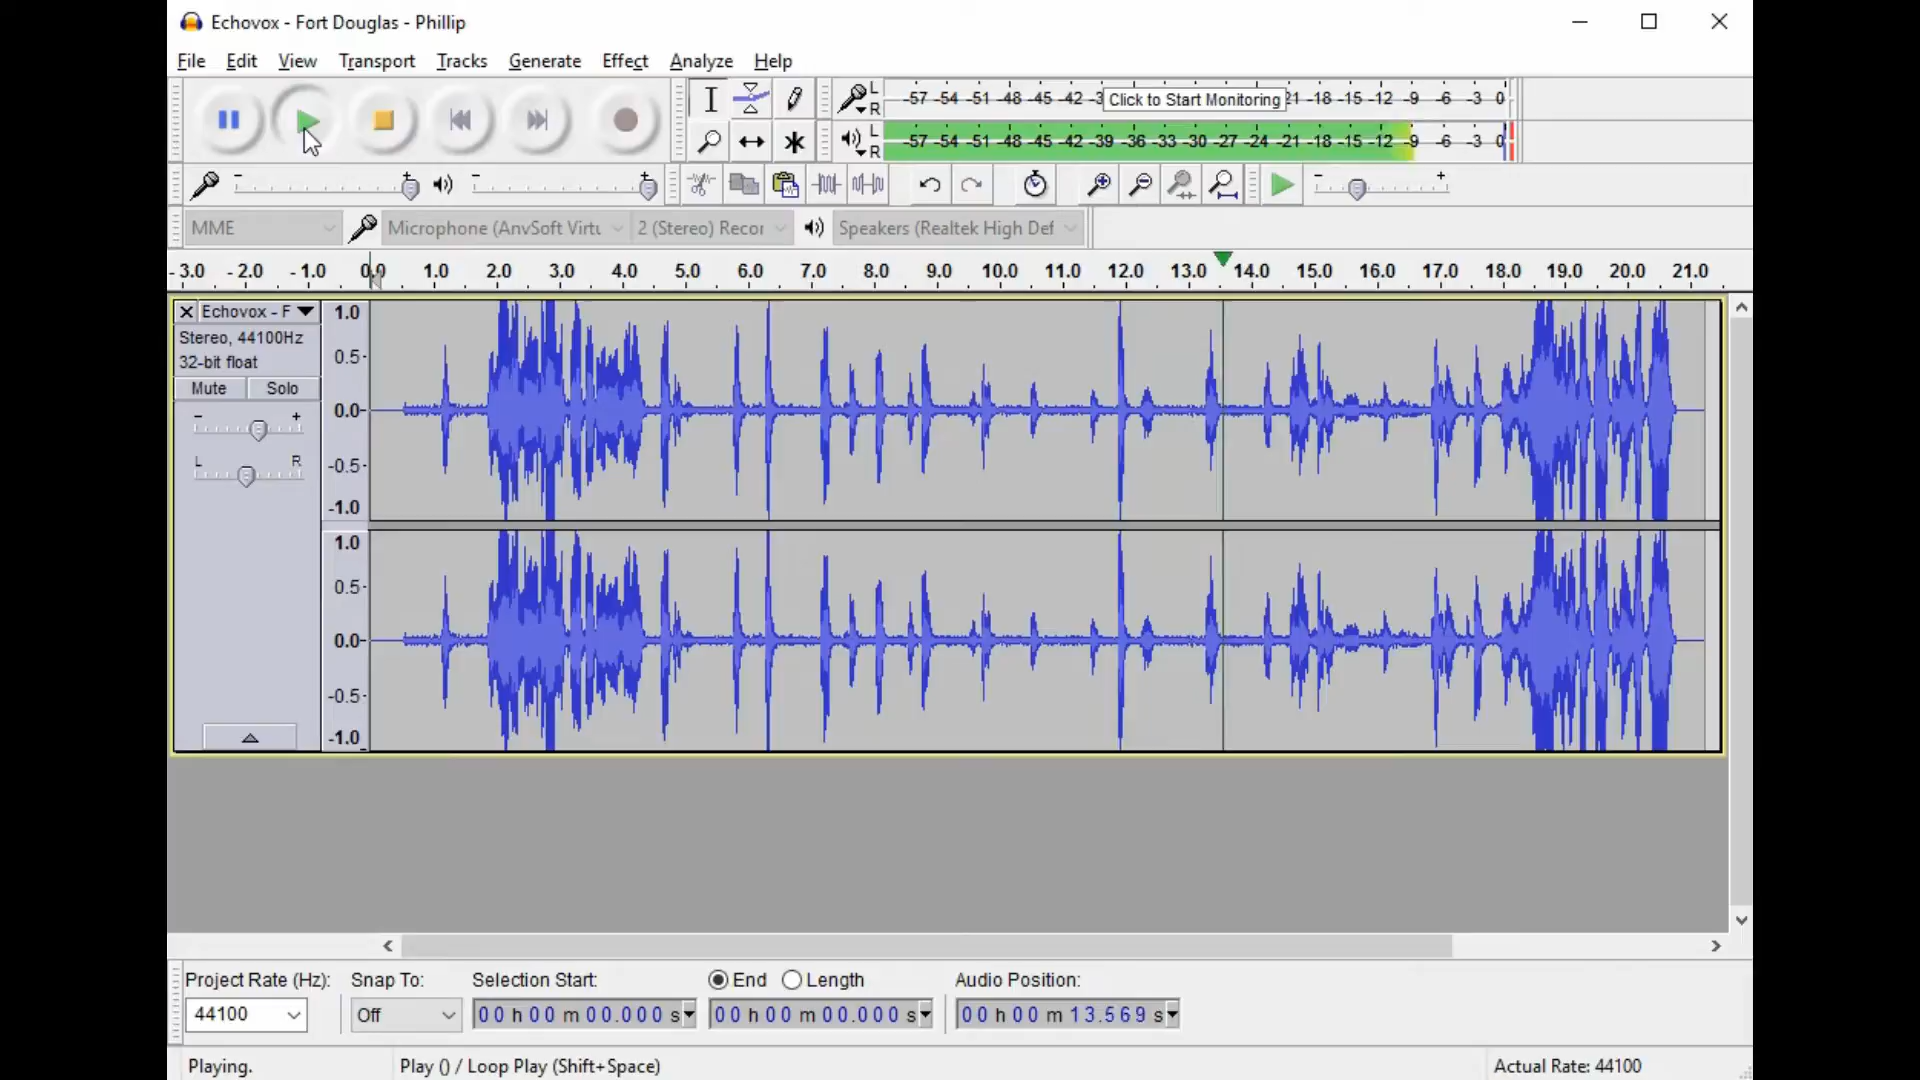 Echovox - Fort Douglas - Phillip
File Edit View Transport Tracks Generate Effect Analyze Help
L R -57 -54 -51 -48 -45 -42 -3 Click to Start Monitoring 21 -18 -15 -12 -9 -6 -3 0
L R -57 -54 -51 -48 -45 -42 -39 -36 -33 -30 -27 -24 -21 -18 -15 -12 -9 -6 -3 0
MME Microphone (AnvSoft Virtu 2 (Stereo) Recor Speakers (Realtek High Def
-3.0 -2.0 -1.0 0.0 1.0 2.0 3.0 4.0 5.0 6.0 7.0 8.0 9.0 10.0 11.0 12.0 13.0 14.0 15.0 16.0 17.0 18.0 19.0 20.0 21.0
Echovox - F
Stereo, 44100Hz
32-bit float
Mute Solo
- +
L R
1.0
0.5-
0.0-
-0.5-
-1.0
1.0
0.5-
0.0-
-0.5-
-1.0
Project Rate (Hz): Snap To: Selection Start: End Length Audio Position:
44100 Off 00 h 00 m 00.000 s 00 h 00 m 00.000 s 00 h 00 m 13.569 s
Playing. Play () / Loop Play (Shift+Space) Actual Rate: 44100